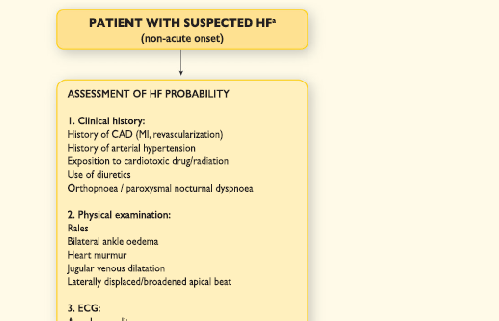 PATIENT WITH SUSPECTED HFa
(non-acute onset)
ASSESSMENT OF HF PROBABILITY
1. Clinical history:
History of CAD (MI, revascularization)
History of arterial hypertension
Exposition to cardiotoxic drug/radiation
Use of diuretics
Orthopnoea / paroxysmal nocturnal dyspnoea
2. Physical examination:
Rales
Bilateral ankle oedema
Heart murmur
Jugular venous dilatation
Laterally displaced/broadened apical beat
3. ECG: